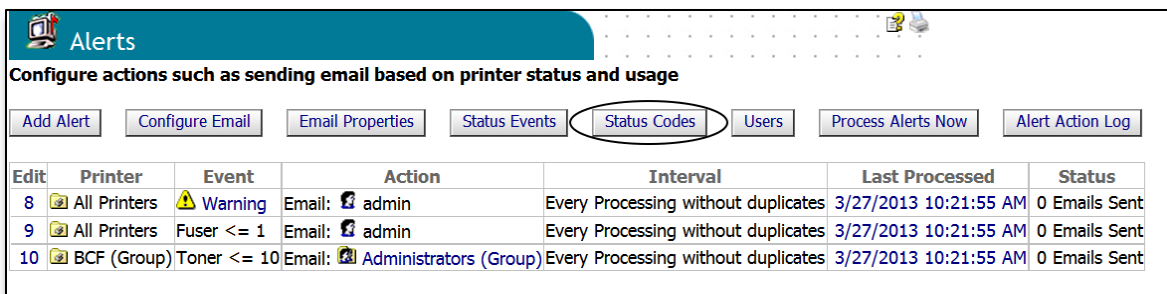 Alerts
Configure actions such as sending email based on printer status and usage
Add Alert Configure Email Email Properties Status Events Status Codes Users Process Alerts Now Alert Action Log
Edit Printer Event Action Interval Last Processed Status
8 All Printers Warning Email: admin Every Processing without duplicates 3/27/2013 10:21:55 AM 0 Emails Sent
9 All Printers Fuser <= 1 Email: admin Every Processing without duplicates 3/27/2013 10:21:55 AM 0 Emails Sent
10 BCF (Group) Toner <= 10 Email: Administrators (Group) Every Processing without duplicates 3/27/2013 10:21:55 AM 0 Emails Sent